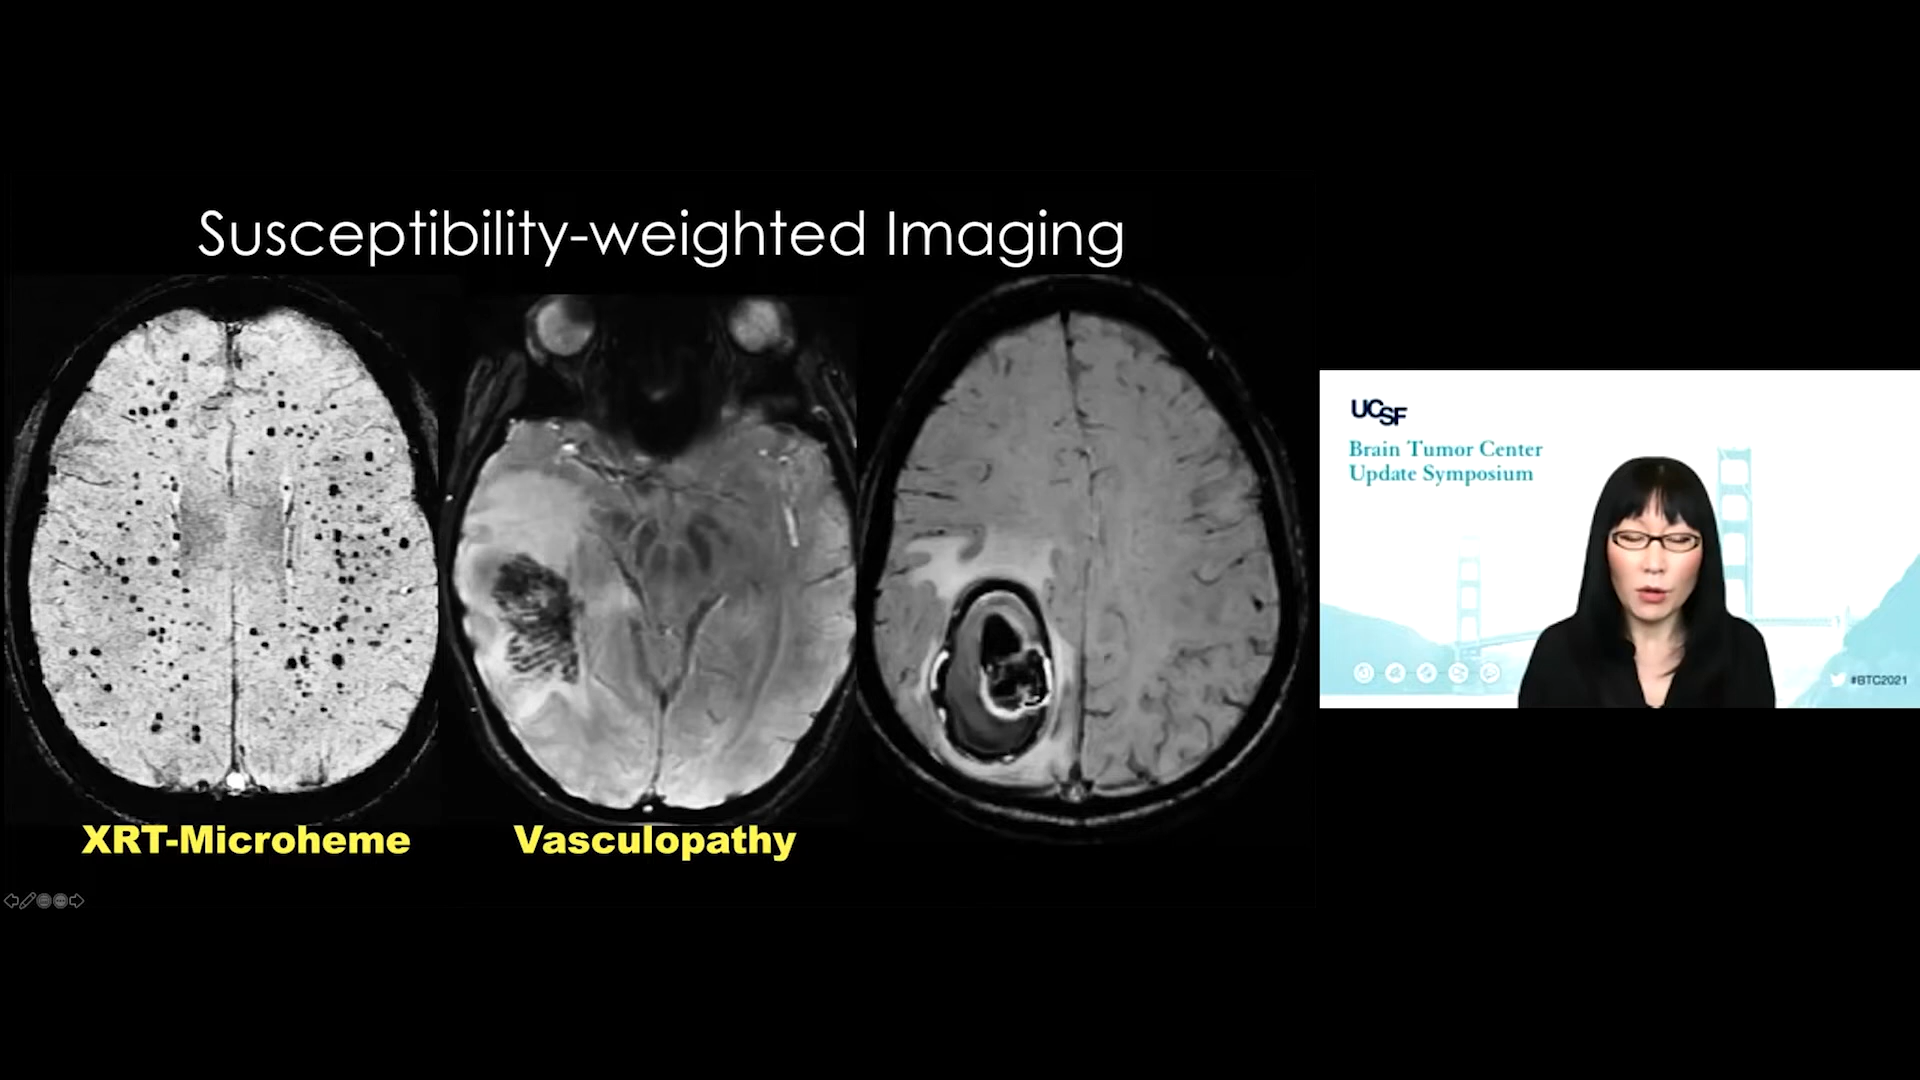 Susceptibility-weighted Imaging
XRT-Microheme
Vasculopathy
UCSF
Brain Tumor Center
Update Symposium
#BTC2021